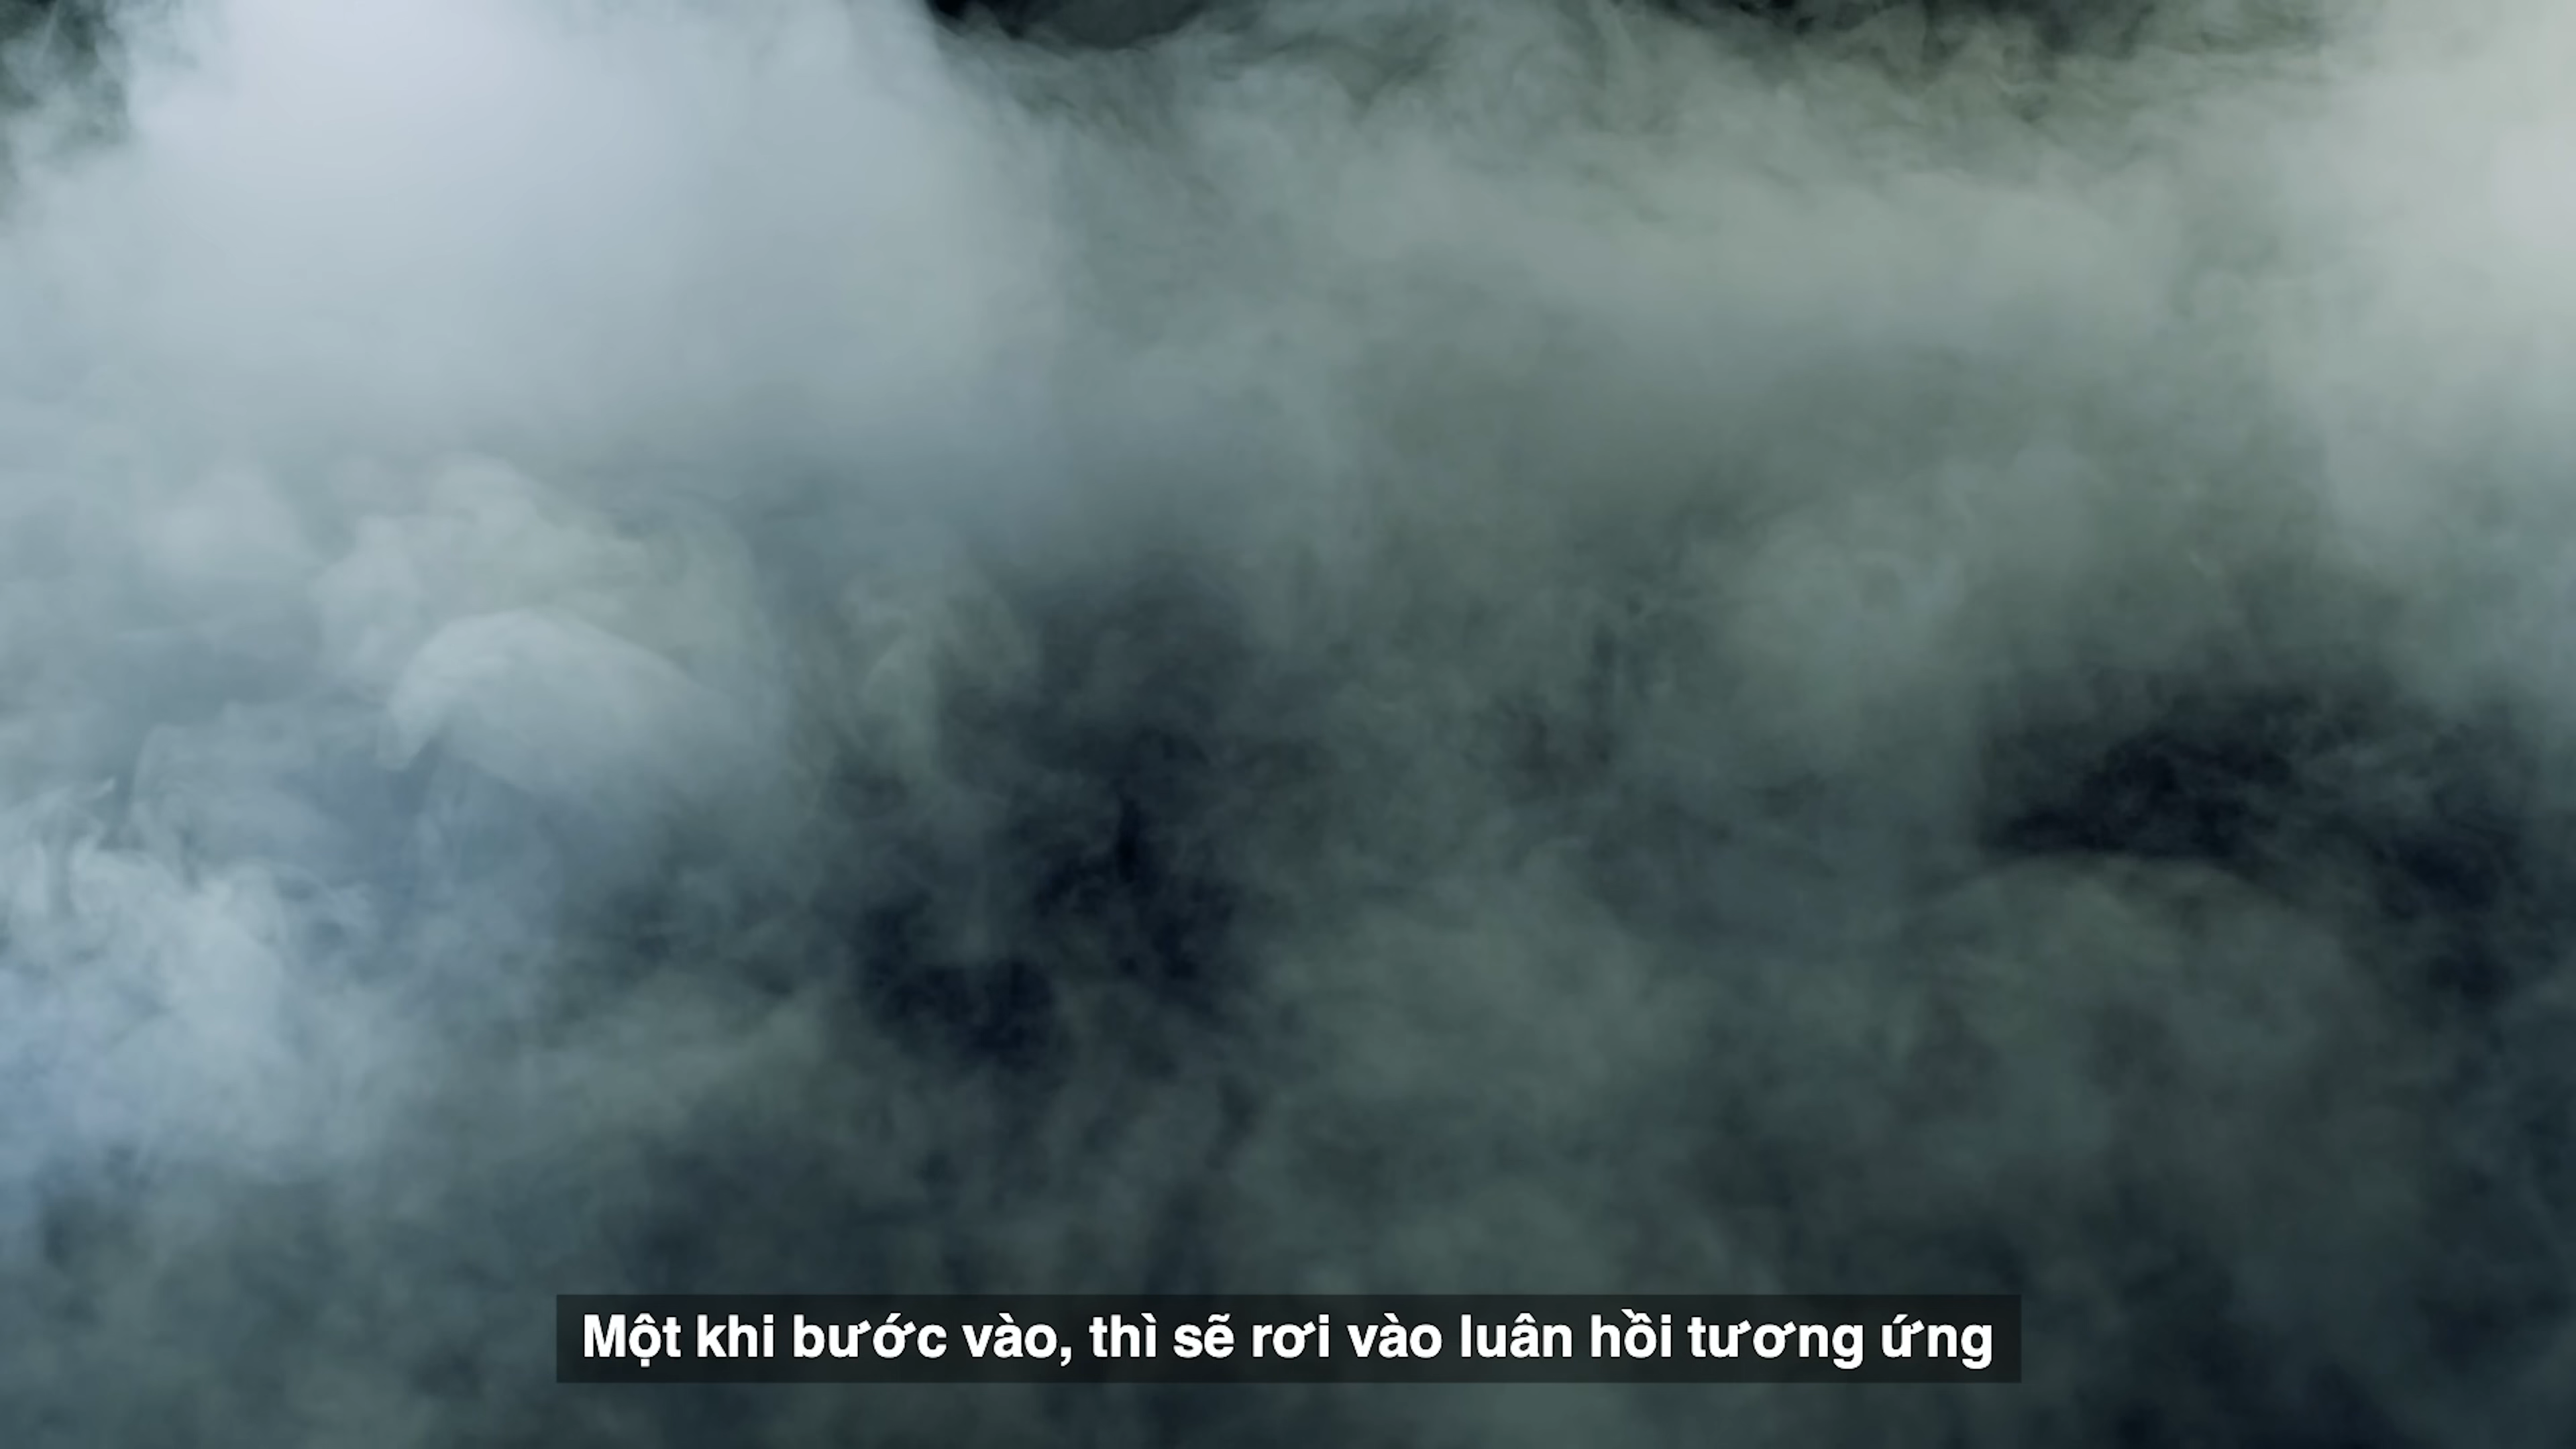 Một khi bước vào, thì sẽ rơi vào luân hồi tương ứng